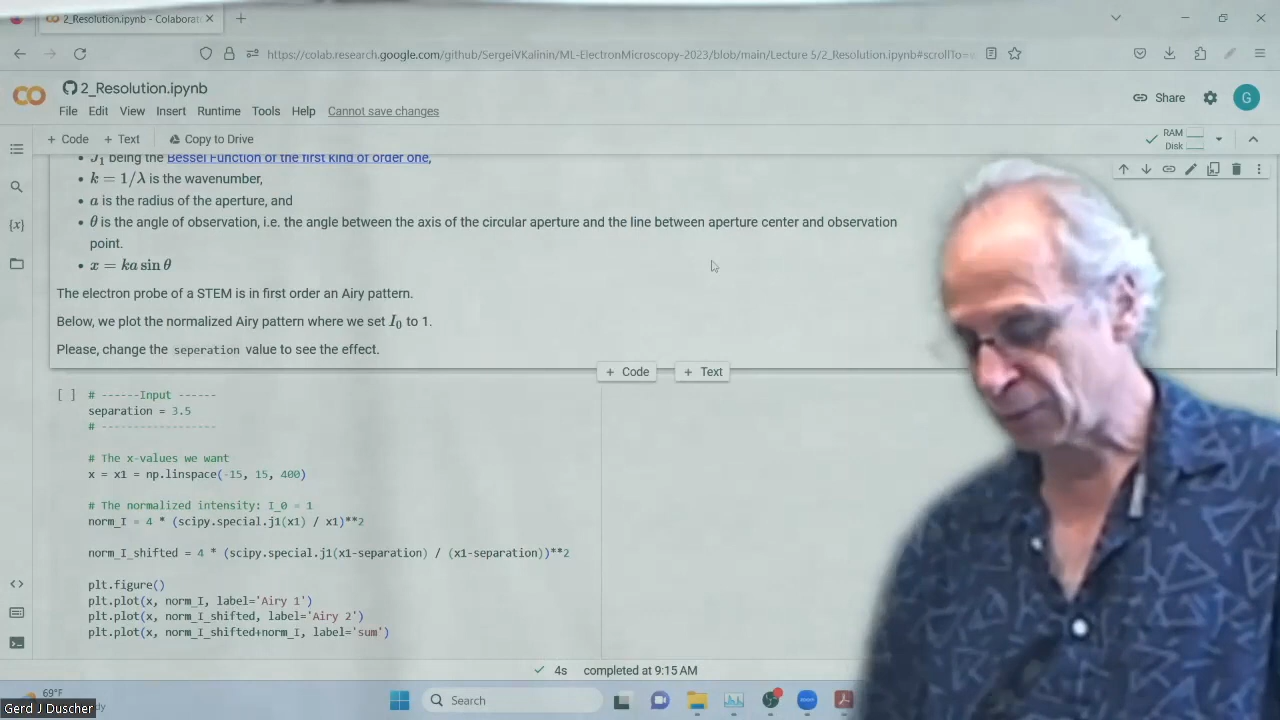 2_Resolution.ipynb - Colaborat
https://colab.research.google.com/github/SergeiVKalinin/ML-ElectronMicroscopy-2023/blob/main/Lecture 5/2_Resolution.ipynb#scrollTo=
2_Resolution.ipynb
File Edit View Insert Runtime Tools Help Cannot save changes
Share
G
+ Code + Text Copy to Drive
RAM
Disk
• J₁ being the Bessel Function of the first kind of order one,
• k = 1/λ is the wavenumber,
• a is the radius of the aperture, and
• θ is the angle of observation, i.e. the angle between the axis of the circular aperture and the line between aperture center and observation
point.
• x = ka sin θ
The electron probe of a STEM is in first order an Airy pattern.
Below, we plot the normalized Airy pattern where we set I₀ to 1.
Please, change the seperation value to see the effect.
+ Code + Text
[ ] # ------Input ------
separation = 3.5
# -----------------
# The x-values we want
x = x1 = np.linspace(-15, 15, 400)
# The normalized intensity: I_0 = 1
norm_I = 4 * (scipy.special.j1(x1) / x1)**2
norm_I_shifted = 4 * (scipy.special.j1(x1-separation) / (x1-separation))**2
plt.figure()
plt.plot(x, norm_I, label='Airy 1')
plt.plot(x, norm_I_shifted, label='Airy 2')
plt.plot(x, norm_I_shifted+norm_I, label='sum')
4s completed at 9:15 AM
69°F
Search
Gerd J Duscher